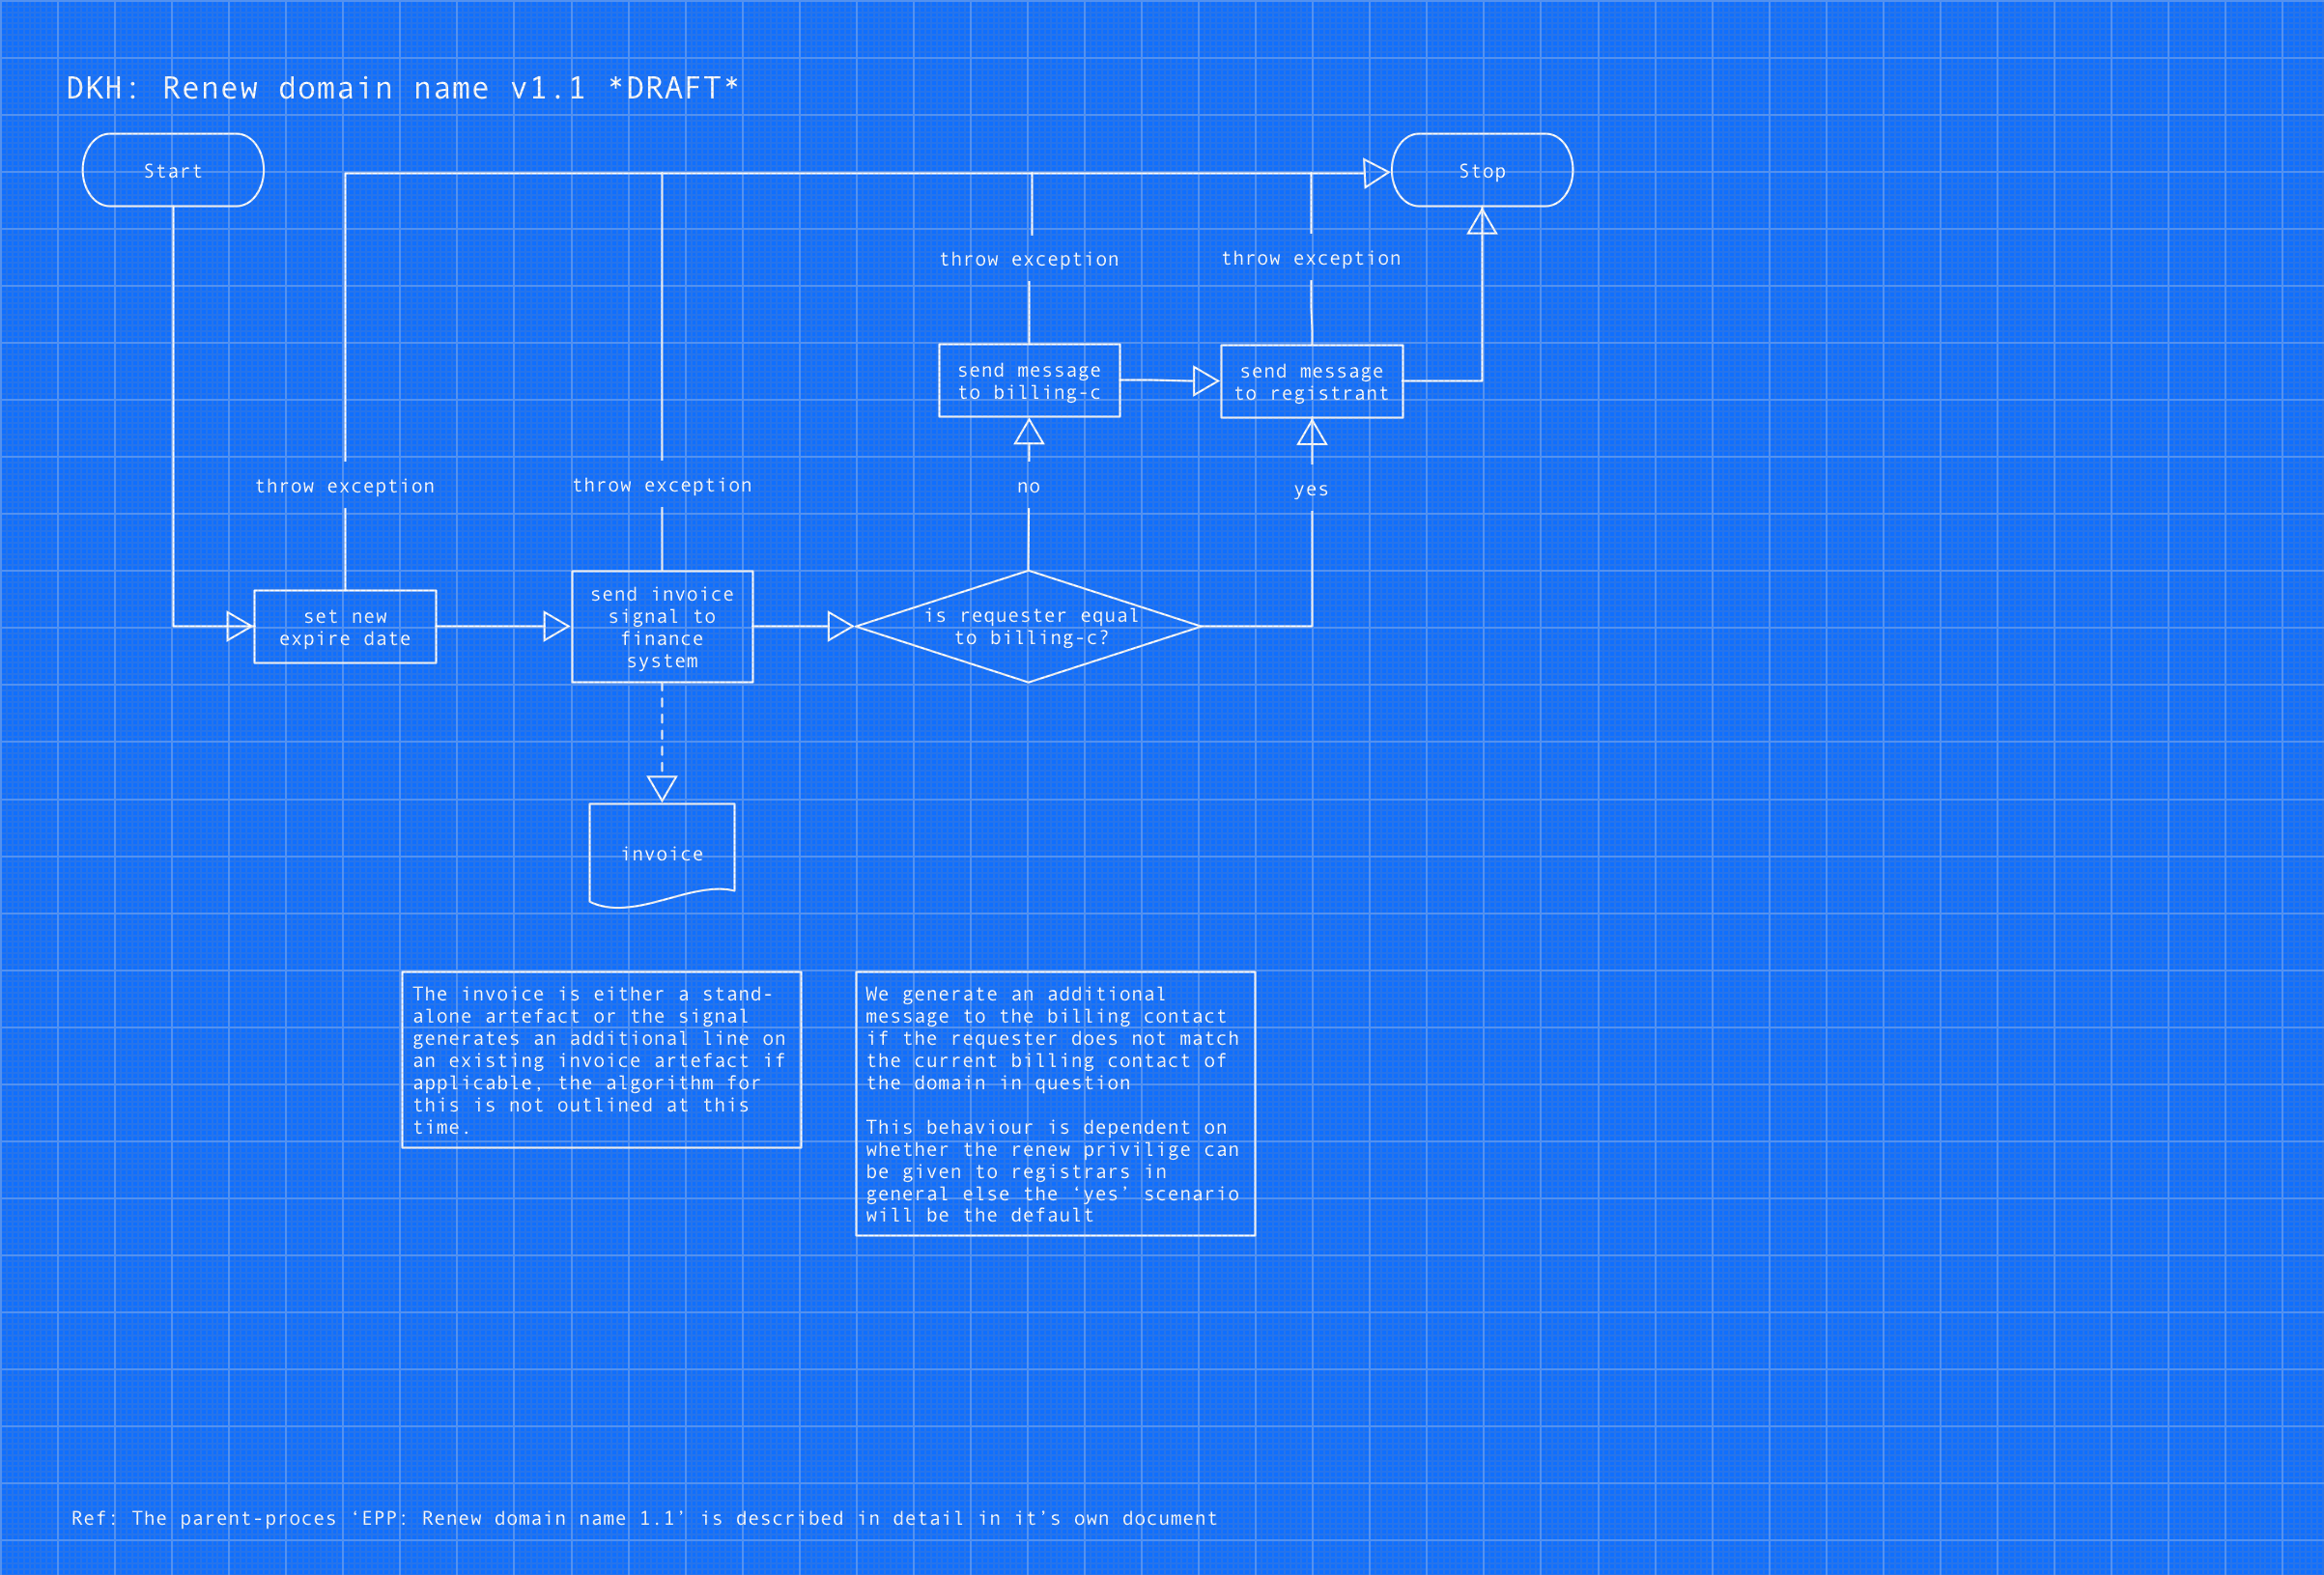 DKH: Renew domain name v1.1 *DRAFT*
Start
Stop
throw exception
throw exception
send message
to billing-c
send message
to registrant
throw exception
throw exception
no
yes
set new
expire date
send invoice
signal to
finance
system
is requester equal
to billing-c?
invoice
The invoice is either a stand-
alone artefact or the signal
generates an additional line on
an existing invoice artefact if
applicable, the algorithm for
this is not outlined at this
time.
We generate an additional
message to the billing contact
if the requester does not match
the current billing contact of
the domain in question
This behaviour is dependent on
whether the renew privilige can
be given to registrars in
general else the ‘yes’ scenario
will be the default
Ref: The parent-proces ‘EPP: Renew domain name 1.1’ is described in detail in it’s own document